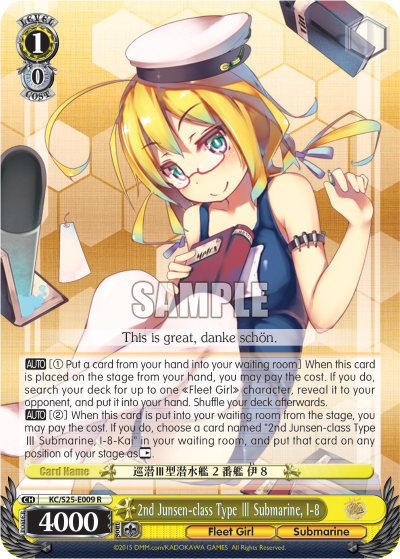 LEVEL
1
0
COST
SAMPLE
This is great, danke schön.
AUTO [① Put a card from your hand into your waiting room] When this card
is placed on the stage from your hand, you may pay the cost. If you do,
search your deck for up to one «Fleet Girl» character, reveal it to your
opponent, and put it into your hand. Shuffle your deck afterwards.
AUTO [②] When this card is put into your waiting room from the stage,
you may pay the cost. If you do, choose a card named "2nd Junsen-class Type
Ⅲ Submarine, I-8-Kai" in your waiting room, and put that card on any
position of your stage as
Card Name
巡潜Ⅲ型潜水艦 2番艦 伊8
CH
KC/S25-E009 R
2nd Junsen-class Type Ⅲ Submarine, I-8
POWER
4000
SOUL
Fleet Girl
Submarine
©2015 DMM.com/KADOKAWA GAMES All Rights Reserved.